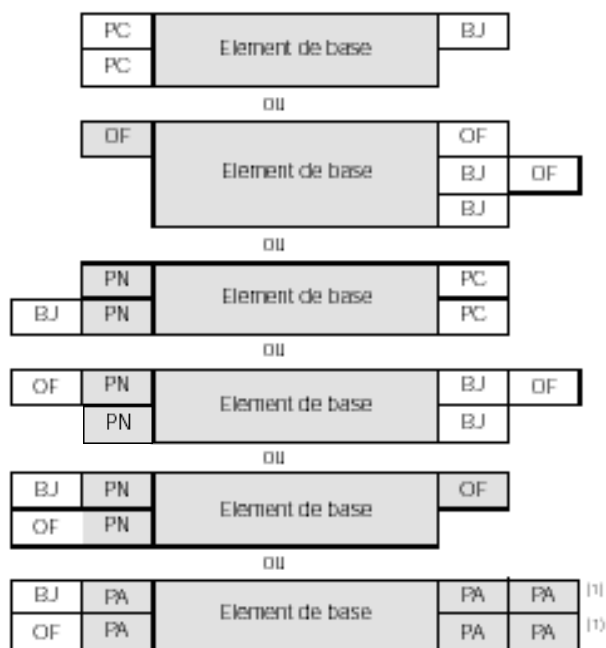 PC Element de base BJ
PC
ou
OF Element de base OF
BJ OF
BJ
ou
PN Element de base PC
BJ PN PC
ou
OF PN Element de base BJ OF
PN BJ
ou
BJ PN Element de base OF
OF PN
ou
BJ PA Element de base PA PA (1)
OF PA PA PA (1)